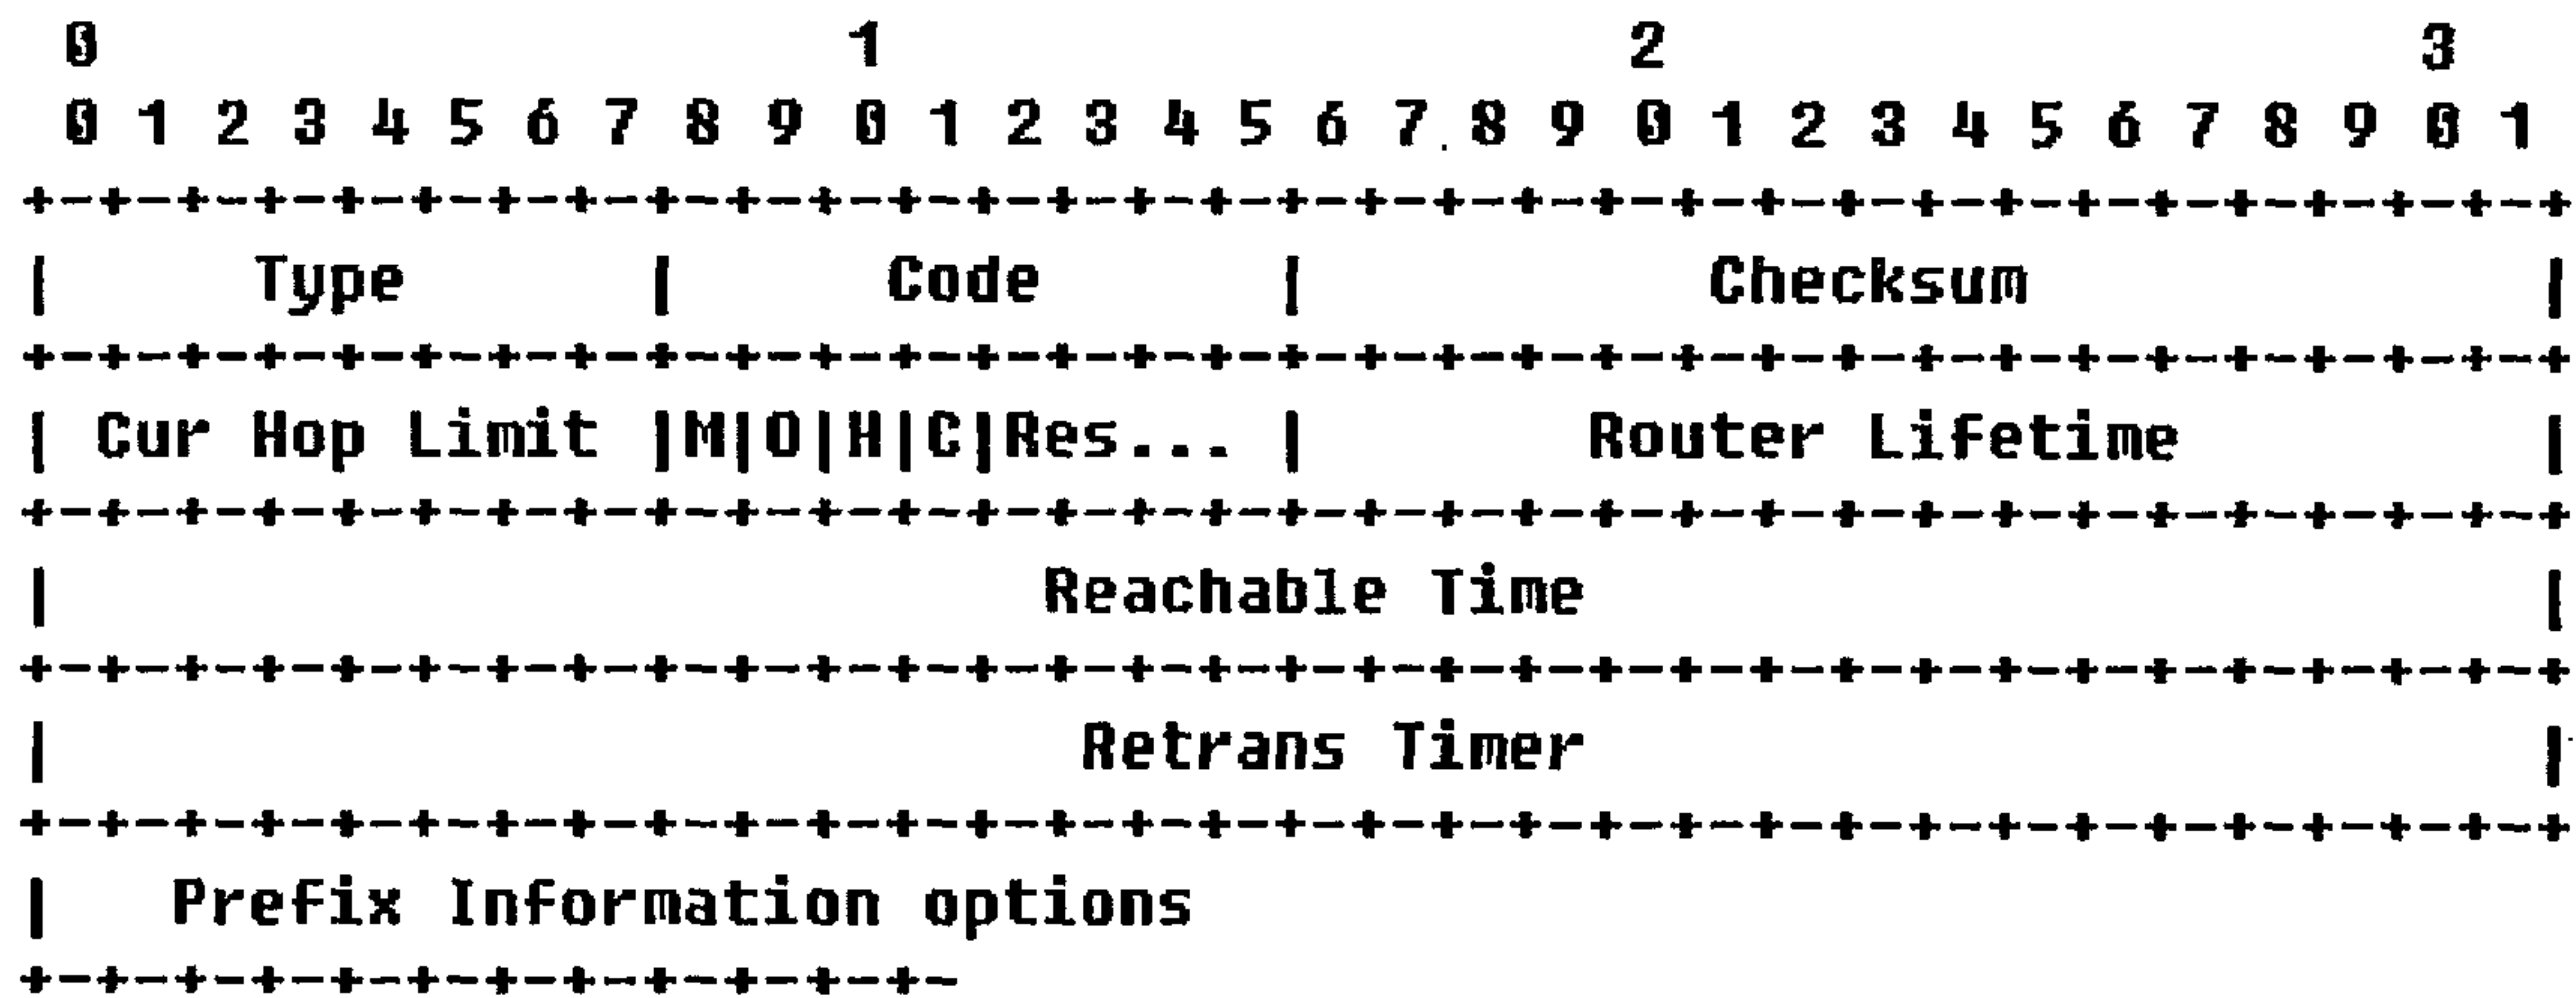 0                   1                   2                   3
 0 1 2 3 4 5 6 7 8 9 0 1 2 3 4 5 6 7 8 9 0 1 2 3 4 5 6 7 8 9 0 1
+-+-+-+-+-+-+-+-+-+-+-+-+-+-+-+-+-+-+-+-+-+-+-+-+-+-+-+-+-+-+-+-+
|     Type      |     Code      |          Checksum             |
+-+-+-+-+-+-+-+-+-+-+-+-+-+-+-+-+-+-+-+-+-+-+-+-+-+-+-+-+-+-+-+-+
| Cur Hop Limit |M|O|H|C|Res... |       Router Lifetime         |
+-+-+-+-+-+-+-+-+-+-+-+-+-+-+-+-+-+-+-+-+-+-+-+-+-+-+-+-+-+-+-+-+
|                         Reachable Time                        |
+-+-+-+-+-+-+-+-+-+-+-+-+-+-+-+-+-+-+-+-+-+-+-+-+-+-+-+-+-+-+-+-+
|                          Retrans Timer                        |
+-+-+-+-+-+-+-+-+-+-+-+-+-+-+-+-+-+-+-+-+-+-+-+-+-+-+-+-+-+-+-+-+
|   Prefix Information options
+-+-+-+-+-+-+-+-+-+-+-+-